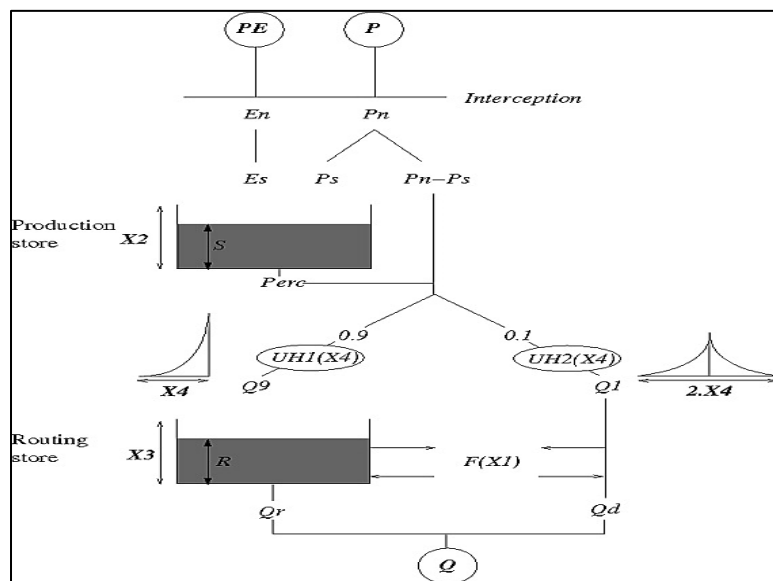 PE P
Interception
En Pn
Es Ps Pn–Ps
Production
store
X2
S
Perc
0.9 0.1
UH1(X4) UH2(X4)
X4 Q9 Q1 2.X4
Routing
store
X3
R
F(X1)
Qr Qd
Q